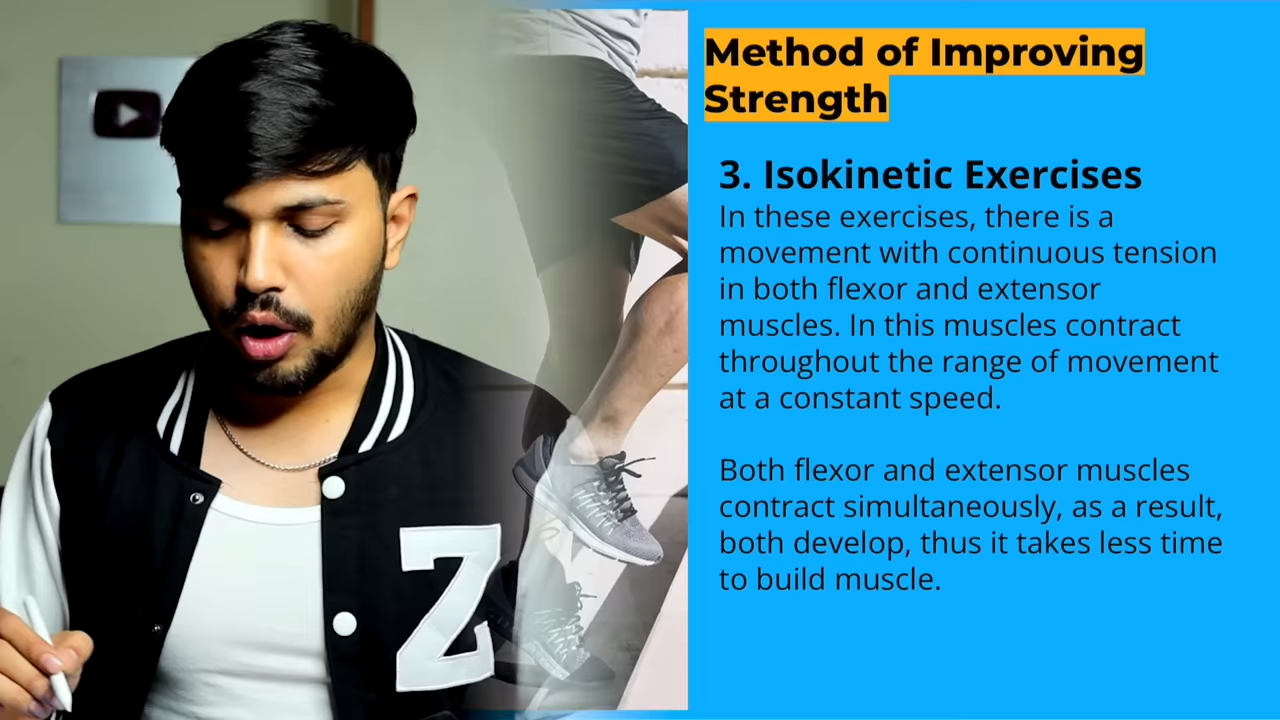 Method of Improving
Strength
3. Isokinetic Exercises
In these exercises, there is a
movement with continuous tension
in both flexor and extensor
muscles. In this muscles contract
throughout the range of movement
at a constant speed.
Both flexor and extensor muscles
contract simultaneously, as a result,
both develop, thus it takes less time
to build muscle.
Z